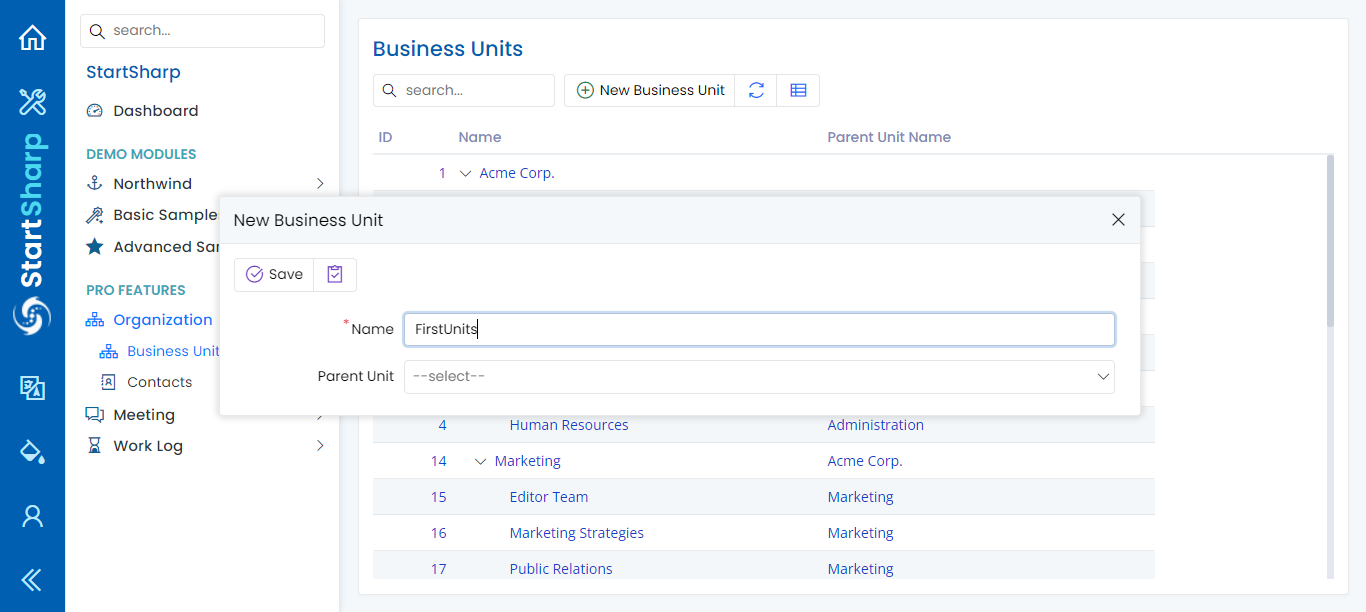 StartSharp
search...
StartSharp
Dashboard
DEMO MODULES
Northwind
Basic Sample
Advanced Sa
PRO FEATURES
Organization
Business Unit
Contacts
Meeting
Work Log
Business Units
search...
New Business Unit
ID Name Parent Unit Name
1 Acme Corp.
New Business Unit
Save
* Name FirstUnits
Parent Unit --select--
4 Human Resources Administration
14 Marketing Acme Corp.
15 Editor Team Marketing
16 Marketing Strategies Marketing
17 Public Relations Marketing